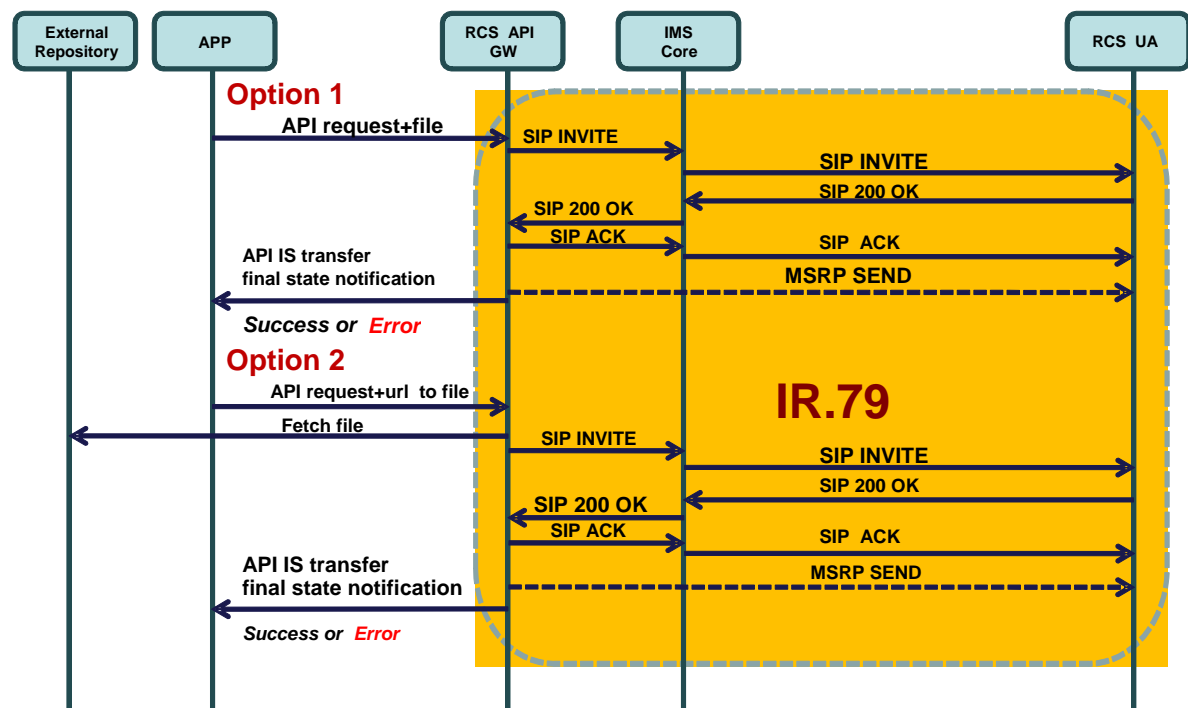 External
Repository
APP
RCS API
GW
IMS
Core
RCS UA
Option 1
API request+file
SIP INVITE
SIP INVITE
SIP 200 OK
SIP 200 OK
SIP ACK
SIP ACK
API IS transfer
final state notification
MSRP SEND
Success or Error
Option 2
API request+url to file
IR.79
Fetch file
SIP INVITE
SIP INVITE
SIP 200 OK
SIP 200 OK
SIP ACK
SIP ACK
API IS transfer
final state notification
MSRP SEND
Success or Error